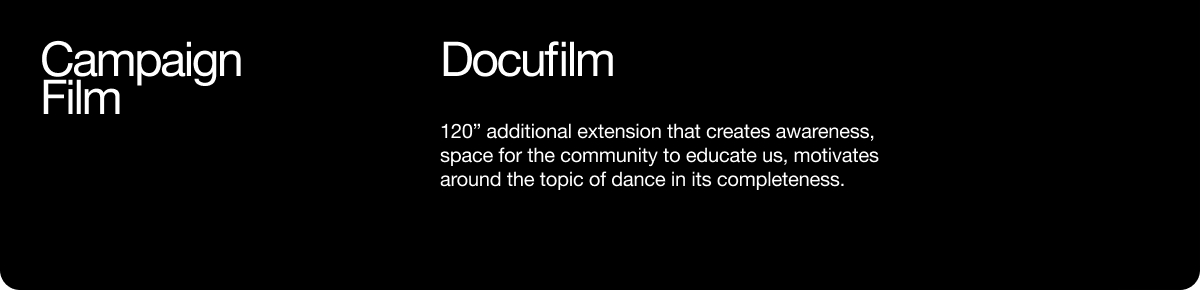 Campaign
Film
Docufilm
120” additional extension that creates awareness,
space for the community to educate us, motivates
around the topic of dance in its completeness.